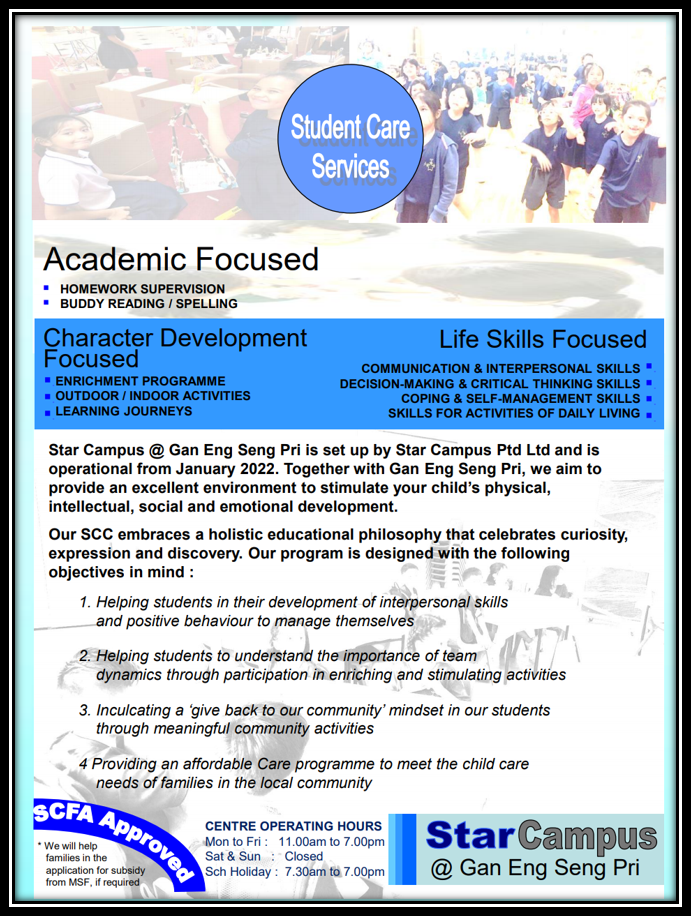 Student Care
Services
Academic Focused
HOMEWORK SUPERVISION
BUDDY READING / SPELLING
Character Development
Focused
ENRICHMENT PROGRAMME
OUTDOOR / INDOOR ACTIVITIES
LEARNING JOURNEYS
Life Skills Focused
COMMUNICATION & INTERPERSONAL SKILLS
DECISION-MAKING & CRITICAL THINKING SKILLS
COPING & SELF-MANAGEMENT SKILLS
SKILLS FOR ACTIVITIES OF DAILY LIVING
Star Campus @ Gan Eng Seng Pri is set up by Star Campus Ptd Ltd and is
operational from January 2022. Together with Gan Eng Seng Pri, we aim to
provide an excellent environment to stimulate your child's physical,
intellectual, social and emotional development.
Our SCC embraces a holistic educational philosophy that celebrates curiosity,
expression and discovery. Our program is designed with the following
objectives in mind :
1. Helping students in their development of interpersonal skills
and positive behaviour to manage themselves
2. Helping students to understand the importance of team
dynamics through participation in enriching and stimulating activities
3. Inculcating a 'give back to our community' mindset in our students
through meaningful community activities
4 Providing an affordable Care programme to meet the child care
needs of families in the local community
SCFA Approved
* We will help
families in the
application for subsidy
from MSF, if required
CENTRE OPERATING HOURS
Mon to Fri : 11.00am to 7.00pm
Sat & Sun : Closed
Sch Holiday : 7.30am to 7.00pm
StarCampus
@ Gan Eng Seng Pri